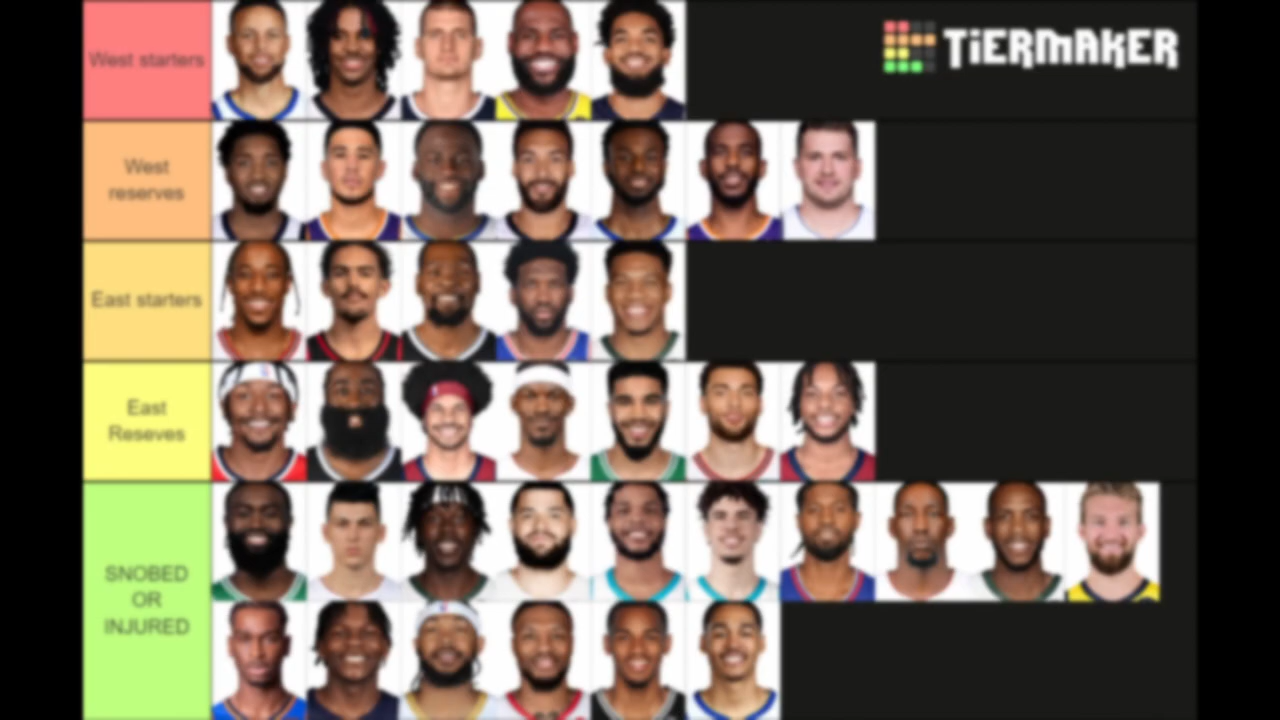 West starters
TiERMAKER
West
reserves
East starters
East
Reseves
SNOBED
OR
INJURED